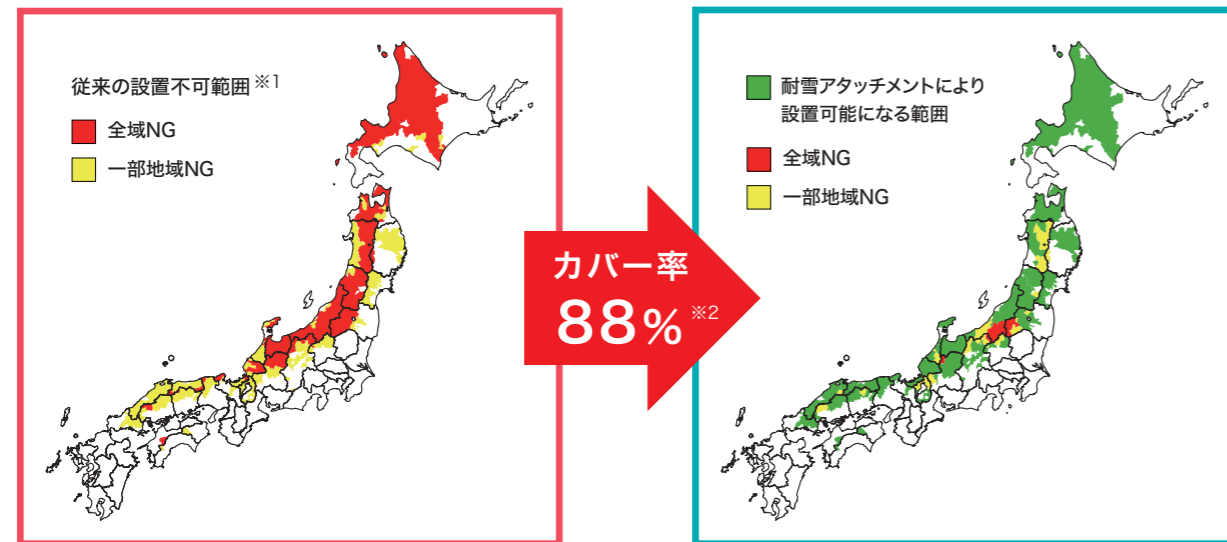 従来の設置不可範囲※1
全域NG
一部地域NG
カバー率
88%※2
耐雪アタッチメントにより
設置可能になる範囲
全域NG
一部地域NG